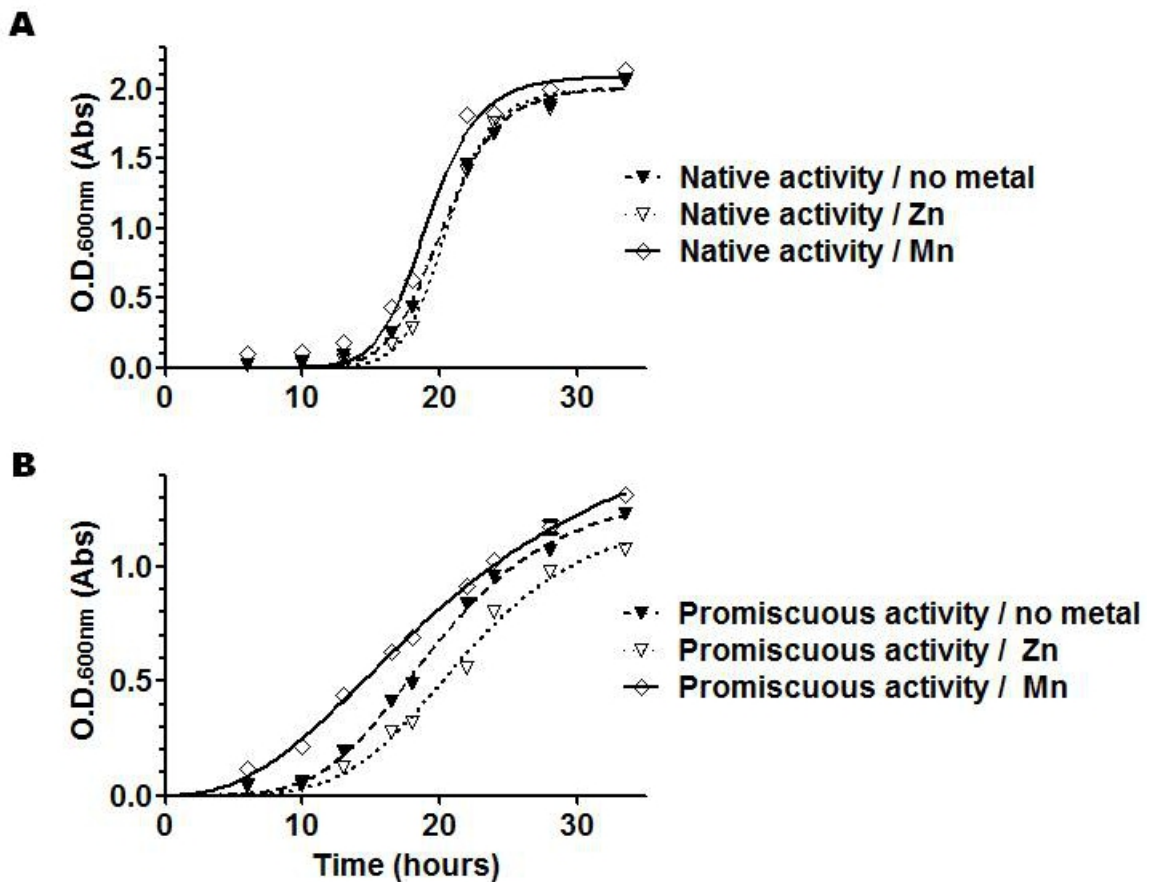 A
O.D.600nm (Abs)
2.0
1.5
1.0
0.5
0.0
0 10 20 30
Native activity / no metal
Native activity / Zn
Native activity / Mn
B
O.D.600nm (Abs)
1.0
0.5
0.0
0 10 20 30
Time (hours)
Promiscuous activity / no metal
Promiscuous activity / Zn
Promiscuous activity / Mn